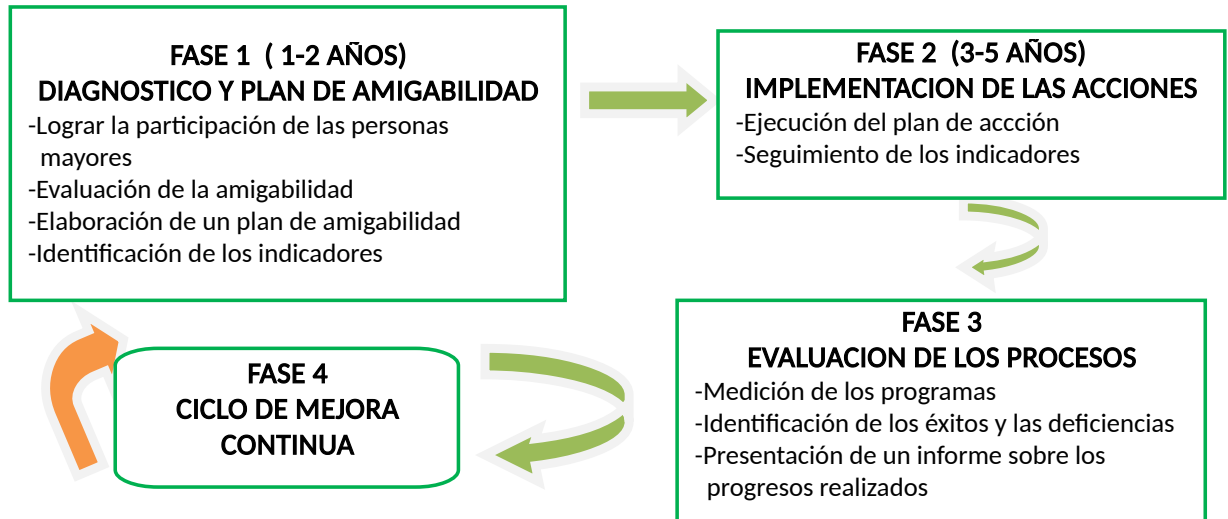 FASE 1 ( 1-2 AÑOS)
DIAGNOSTICO Y PLAN DE AMIGABILIDAD
-Lograr la participación de las personas
mayores
-Evaluación de la amigabilidad
-Elaboración de un plan de amigabilidad
-Identificación de los indicadores
FASE 2 (3-5 AÑOS)
IMPLEMENTACION DE LAS ACCIONES
-Ejecución del plan de accción
-Seguimiento de los indicadores
FASE 3
EVALUACION DE LOS PROCESOS
-Medición de los programas
-Identificación de los éxitos y las deficiencias
-Presentación de un informe sobre los
progresos realizados
FASE 4
CICLO DE MEJORA
CONTINUA